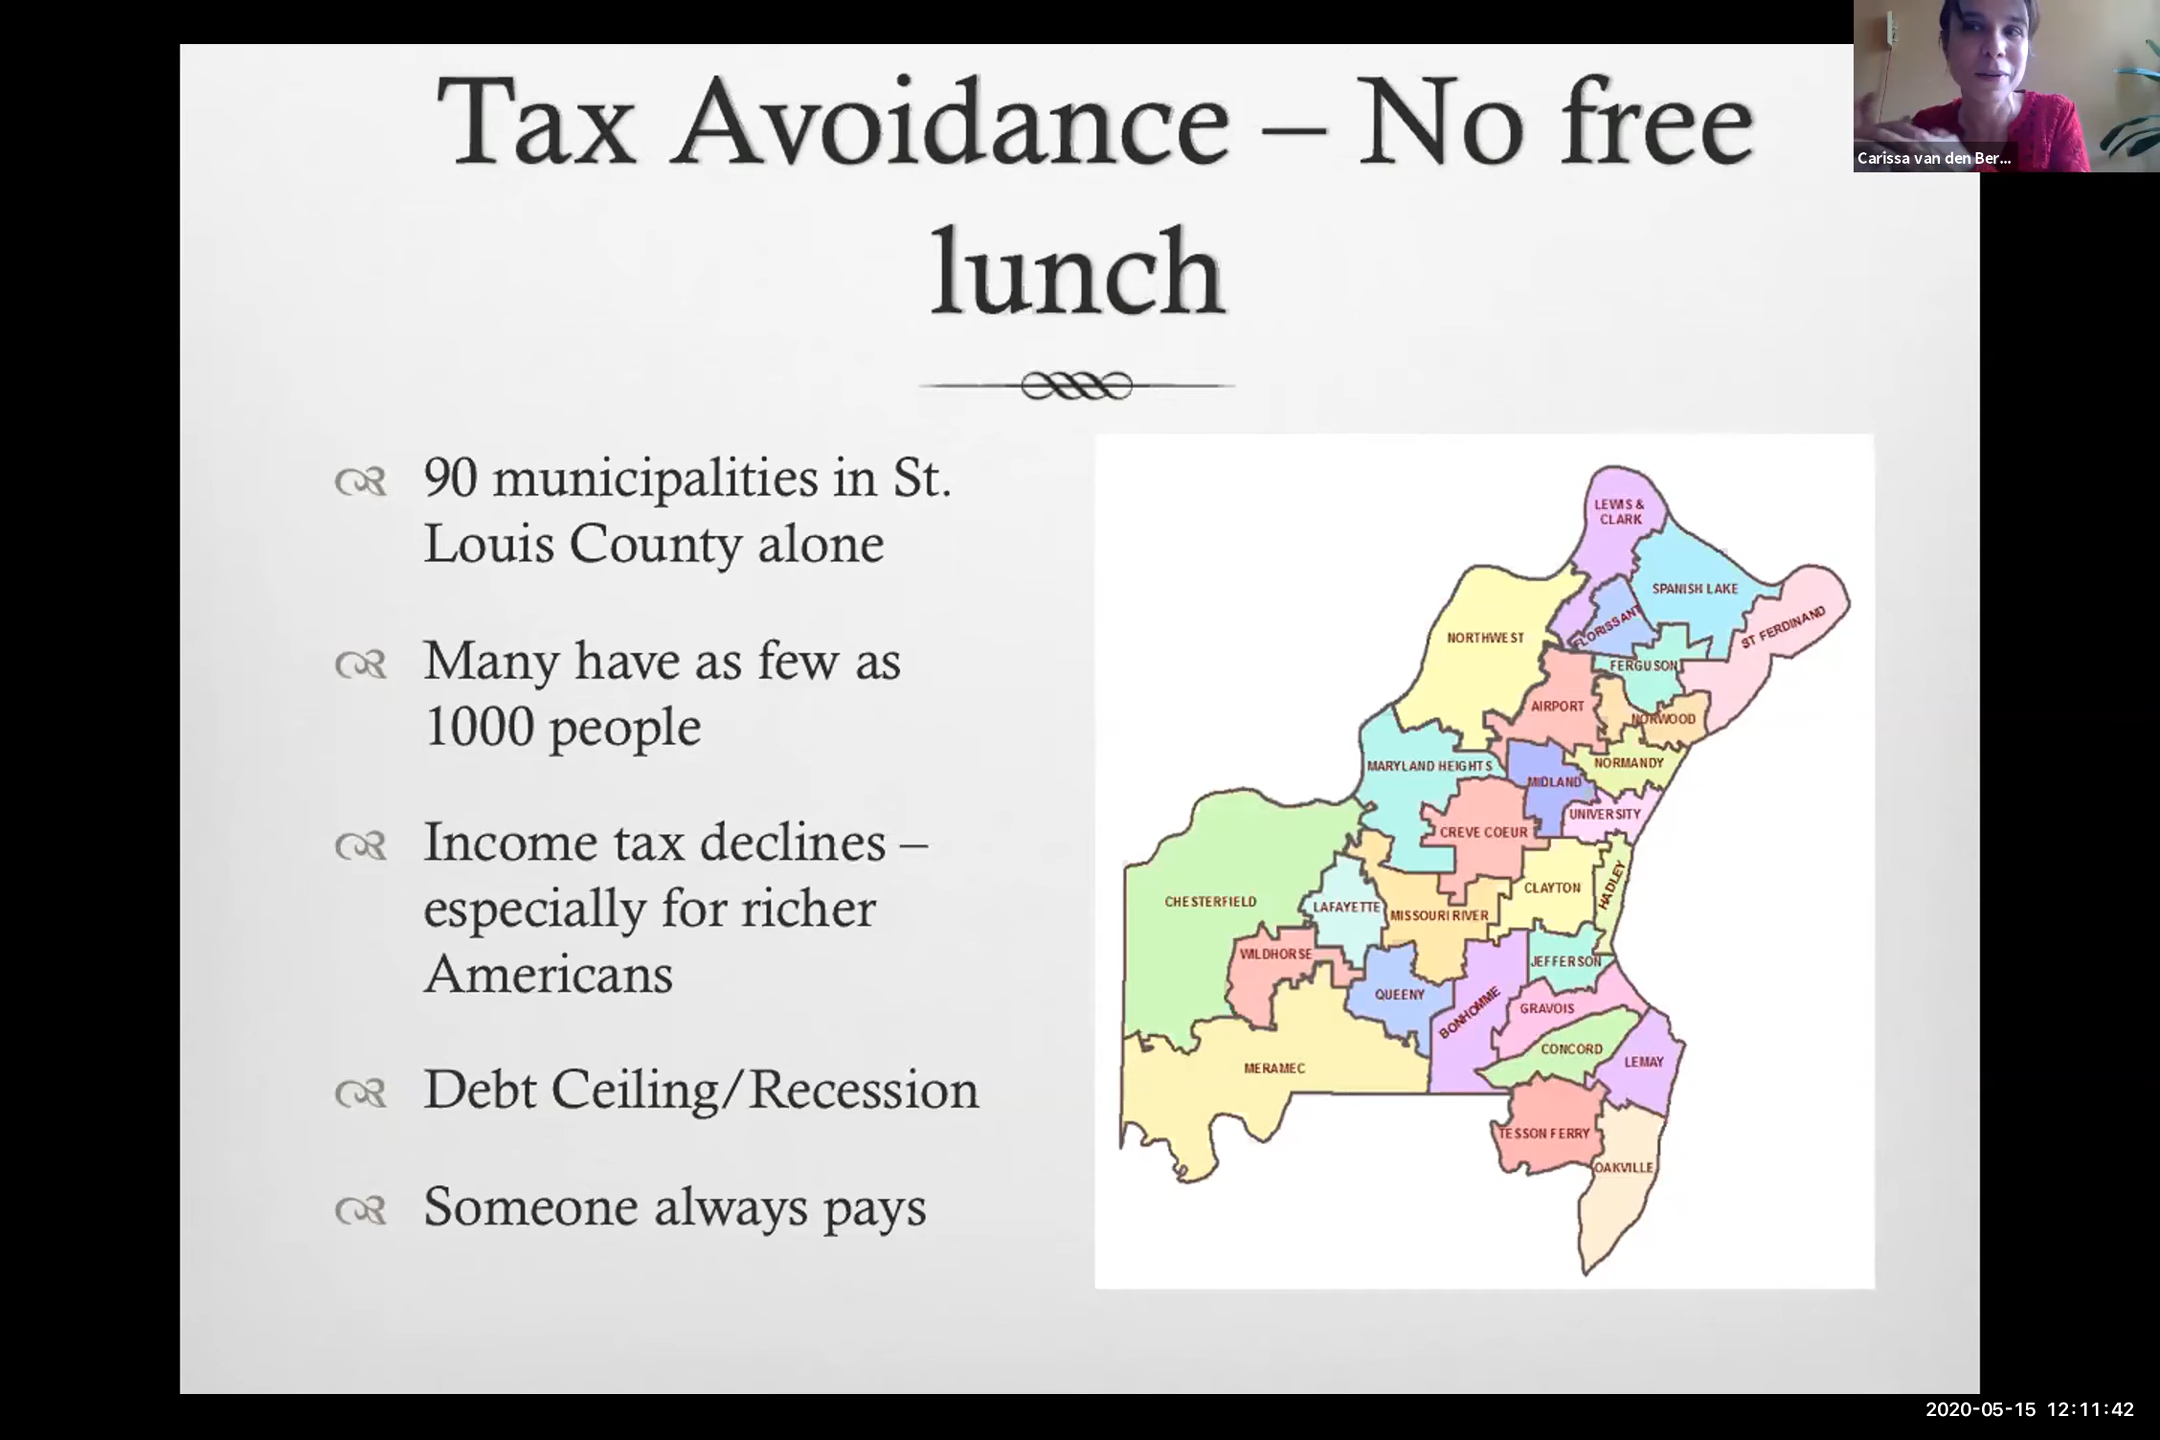 Tax Avoidance – No free
lunch
Carissa van den Ber...
90 municipalities in St.
Louis County alone
Many have as few as
1000 people
Income tax declines –
especially for richer
Americans
Debt Ceiling/Recession
Someone always pays
LEWIS &
CLARK
SPANISH LAKE
ST FERDINAND
FLORISSANT
NORTHWEST
FERGUSON
AIRPORT
NORWOOD
NORMANDY
MARYLAND HEIGHTS
MIDLAND
UNIVERSITY
CREVE COEUR
CLAYTON
HADLEY
CHESTERFIELD
LAFAYETTE
MISSOURI RIVER
WILDHORSE
JEFFERSON
QUEENY
BONHOMME
GRAVOIS
CONCORD
LEMAY
MERAMEC
TESSON FERRY
OAKVILLE
2020-05-15 12:11:42